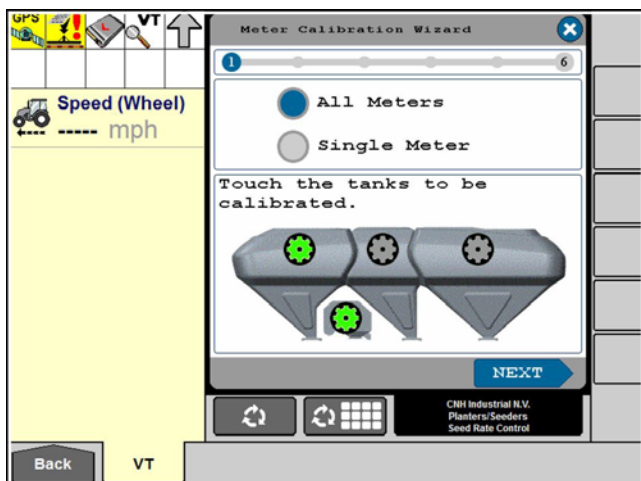 GPS
VT
Meter Calibration Wizard
1
6
Speed (Wheel)
----- mph
All Meters
Single Meter
Touch the tanks to be
calibrated.
NEXT
CNH Industrial N.V.
Planters/Seeders
Seed Rate Control
Back
VT